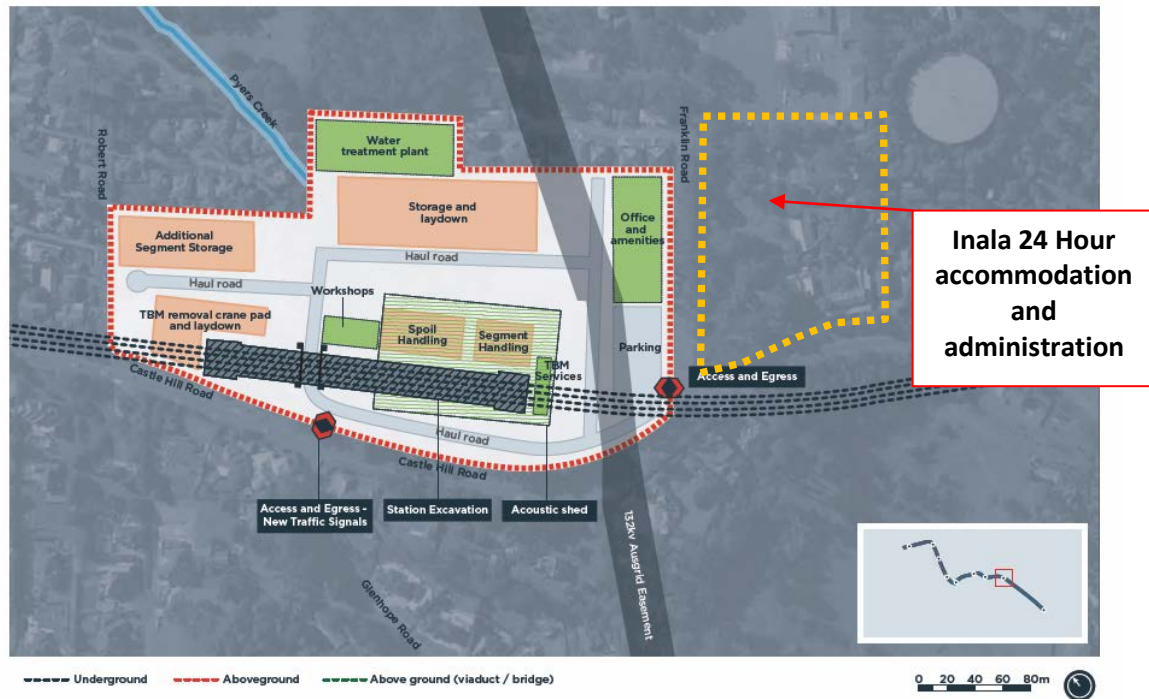 Pyers Creek
Robert Road
Franklin Road
Water
treatment plant
Storage and
laydown
Office
and
amenities
Additional
Segment Storage
Haul road
Haul road
Workshops
TBM removal crane pad
and laydown
Spoil
Handling
Segment
Handling
TBM
Services
Parking
Inala 24 Hour
accommodation
and
administration
Access and Egress
Castle Hill Road
Haul road
Castle Hill Road
Access and Egress -
New Traffic Signals
Station Excavation
Acoustic shed
132kv Ausgrid Easement
Glenhope Road
Underground
Aboveground
Above ground (viaduct / bridge)
0 20 40 60 80m